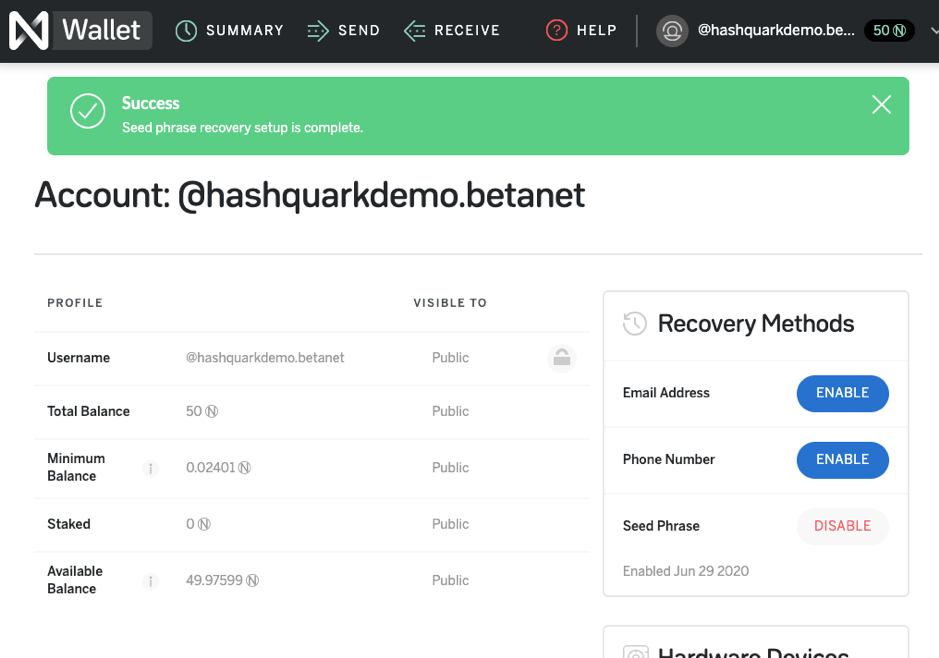 Wallet SUMMARY SEND RECEIVE HELP @hashquarkdemo.be... 50
Success
Seed phrase recovery setup is complete.
Account: @hashquarkdemo.betanet
PROFILE VISIBLE TO
Username @hashquarkdemo.betanet Public
Total Balance 50 Public
Minimum
Balance
i 0.02401 Public
Staked 0 Public
Available
Balance
i 49.97599 Public
Recovery Methods
Email Address ENABLE
Phone Number ENABLE
Seed Phrase DISABLE
Enabled Jun 29 2020
Hardware Devices